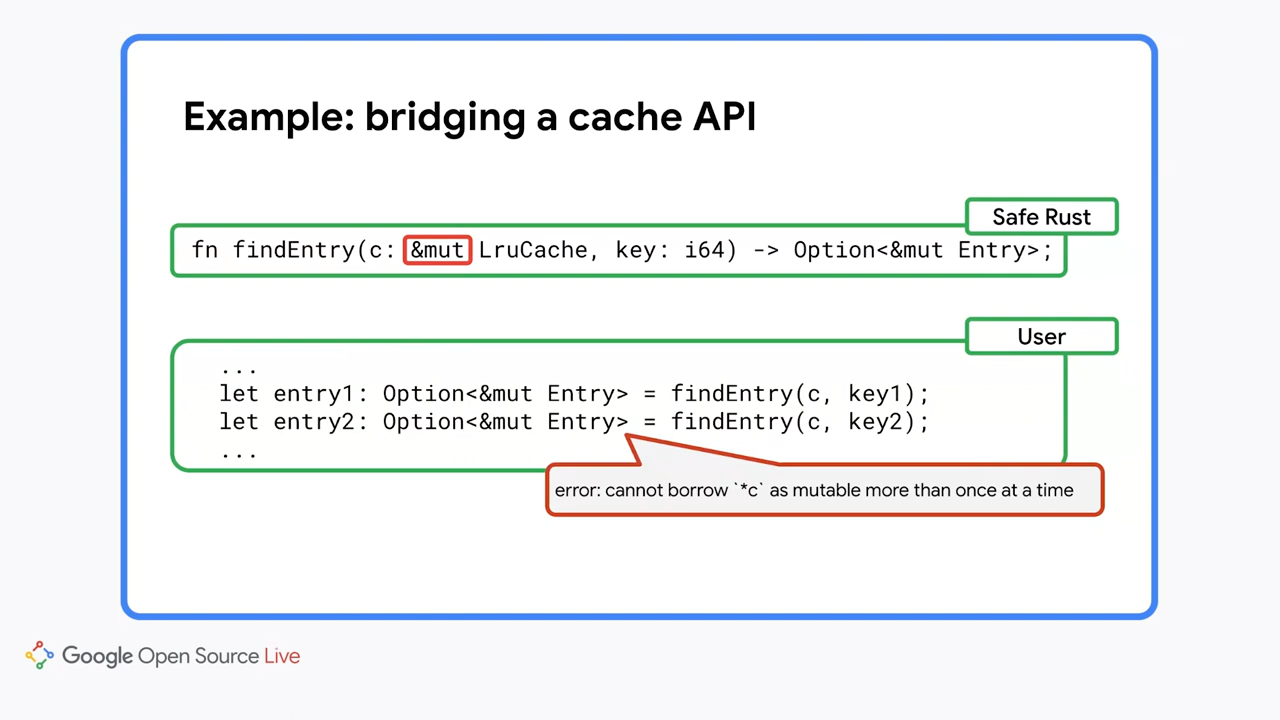 Example: bridging a cache API
Safe Rust
fn findEntry(c: &mut LruCache, key: i64) -> Option<&mut Entry>;
User
...
let entry1: Option<&mut Entry> = findEntry(c, key1);
let entry2: Option<&mut Entry> = findEntry(c, key2);
...
error: cannot borrow `*c` as mutable more than once at a time
Google Open Source Live